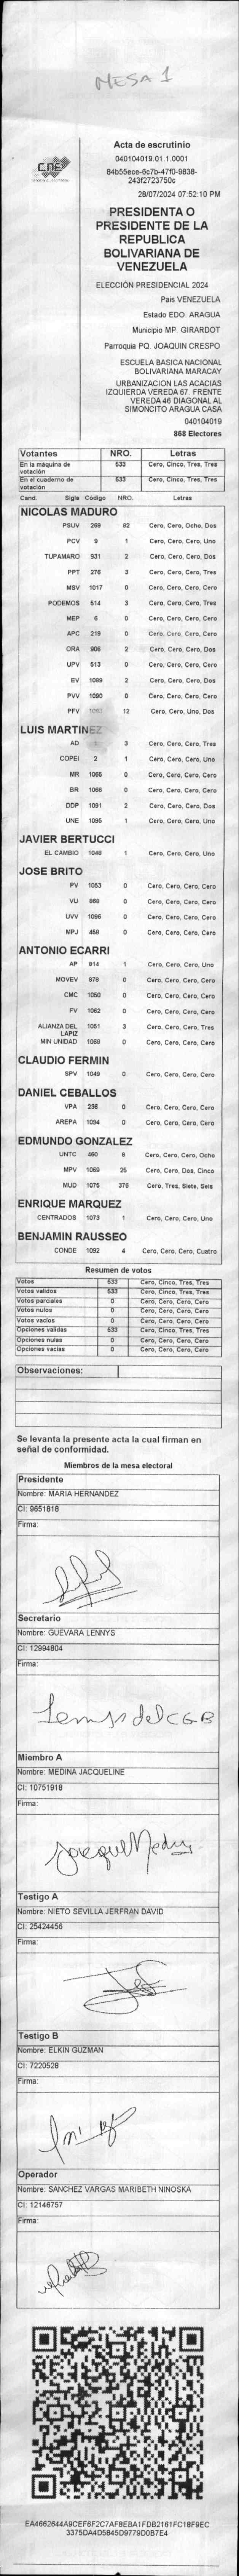 MESA 1
CNE
Acta de escrutinio
040104019.01.1.0001
84b55ece-6c7b-47f0-9838-
243f2723750c
28/07/2024 07:52:10 PM
PRESIDENTA O
PRESIDENTE DE LA
REPUBLICA
BOLIVARIANA DE
VENEZUELA
ELECCIÓN PRESIDENCIAL 2024
Pais VENEZUELA
Estado EDO. ARAGUA
Municipio MP. GIRARDOT
Parroquia PQ. JOAQUIN CRESPO
ESCUELA BASICA NACIONAL
BOLIVARIANA MARACAY
URBANIZACION LAS ACACIAS
IZQUIERDA VEREDA 67. FRENTE
VEREDA 46 DIAGONAL AL
SIMONCITO ARAGUA CASA
040104019
868 Electores
Votantes NRO. Letras
En la máquina de votación 533 Cero, Cinco, Tres, Tres
En el cuaderno de votación 533 Cero, Cinco, Tres, Tres
Cand. Sigla Código NRO. Letras
NICOLAS MADURO
PSUV 269 82 Cero, Cero, Ocho, Dos
PCV 9 1 Cero, Cero, Cero, Uno
TUPAMARO 931 2 Cero, Cero, Cero, Dos
PPT 276 3 Cero, Cero, Cero, Tres
MSV 1017 0 Cero, Cero, Cero, Cero
PODEMOS 514 3 Cero, Cero, Cero, Tres
MEP 6 0 Cero, Cero, Cero, Cero
APC 219 0 Cero, Cero, Cero, Cero
ORA 906 2 Cero, Cero, Cero, Dos
UPV 513 0 Cero, Cero, Cero, Cero
EV 1089 2 Cero, Cero, Cero, Dos
PVV 1090 0 Cero, Cero, Cero, Cero
PFV 12 Cero, Cero, Uno, Dos
LUIS MARTINEZ
AD 3 Cero, Cero, Cero, Tres
COPEI 2 1 Cero, Cero, Cero, Uno
MR 1065 0 Cero, Cero, Cero, Cero
BR 1066 0 Cero, Cero, Cero, Cero
DDP 1091 2 Cero, Cero, Cero, Dos
UNE 1095 1 Cero, Cero, Cero, Uno
JAVIER BERTUCCI
EL CAMBIO 1048 1 Cero, Cero, Cero, Uno
JOSE BRITO
PV 1053 0 Cero, Cero, Cero, Cero
VU 868 0 Cero, Cero, Cero, Cero
UVV 1096 0 Cero, Cero, Cero, Cero
MPJ 458 0 Cero, Cero, Cero, Cero
ANTONIO ECARRI
AP 814 1 Cero, Cero, Cero, Uno
MOVEV 878 0 Cero, Cero, Cero, Cero
CMC 1050 0 Cero, Cero, Cero, Cero
FV 1062 0 Cero, Cero, Cero, Cero
ALIANZA DEL LAPIZ 1051 3 Cero, Cero, Cero, Tres
MIN UNIDAD 1068 0 Cero, Cero, Cero, Cero
CLAUDIO FERMIN
SPV 1049 0 Cero, Cero, Cero, Cero
DANIEL CEBALLOS
VPA 236 0 Cero, Cero, Cero, Cero
AREPA 1094 0 Cero, Cero, Cero, Cero
EDMUNDO GONZALEZ
UNTC 460 8 Cero, Cero, Cero, Ocho
MPV 1069 25 Cero, Cero, Dos, Cinco
MUD 1075 376 Cero, Tres, Siete, Seis
ENRIQUE MARQUEZ
CENTRADOS 1073 1 Cero, Cero, Cero, Uno
BENJAMIN RAUSSEO
CONDE 1092 4 Cero, Cero, Cero, Cuatro
Resumen de votos
Votos 533 Cero, Cinco, Tres, Tres
Votos validos 533 Cero, Cinco, Tres, Tres
Votos parciales 0 Cero, Cero, Cero, Cero
Votos nulos 0 Cero, Cero, Cero, Cero
Votos vacíos 0 Cero, Cero, Cero, Cero
Opciones validas 533 Cero, Cinco, Tres, Tres
Opciones nulas 0 Cero, Cero, Cero, Cero
Opciones vacias 0 Cero, Cero, Cero, Cero
Observaciones:
Se levanta la presente acta la cual firman en
señal de conformidad.
Miembros de la mesa electoral
Presidente
Nombre: MARIA HERNANDEZ
CI: 9651818
Firma:
Secretario
Nombre: GUEVARA LENNYS
CI: 12994804
Firma:
Miembro A
Nombre: MEDINA JACQUELINE
CI: 10751918
Firma:
Testigo A
Nombre: NIETO SEVILLA JERFRAN DAVID
CI: 25424456
Firma:
Testigo B
Nombre: ELKIN GUZMAN
CI: 7220528
Firma:
Operador
Nombre: SANCHEZ VARGAS MARIBETH NINOSKA
CI: 12146757
Firma:
EA4662644A9CEF6F2C7AF8EBA1FDB2161FC18F9EC
3375DA4D5845D9779D0B7E4